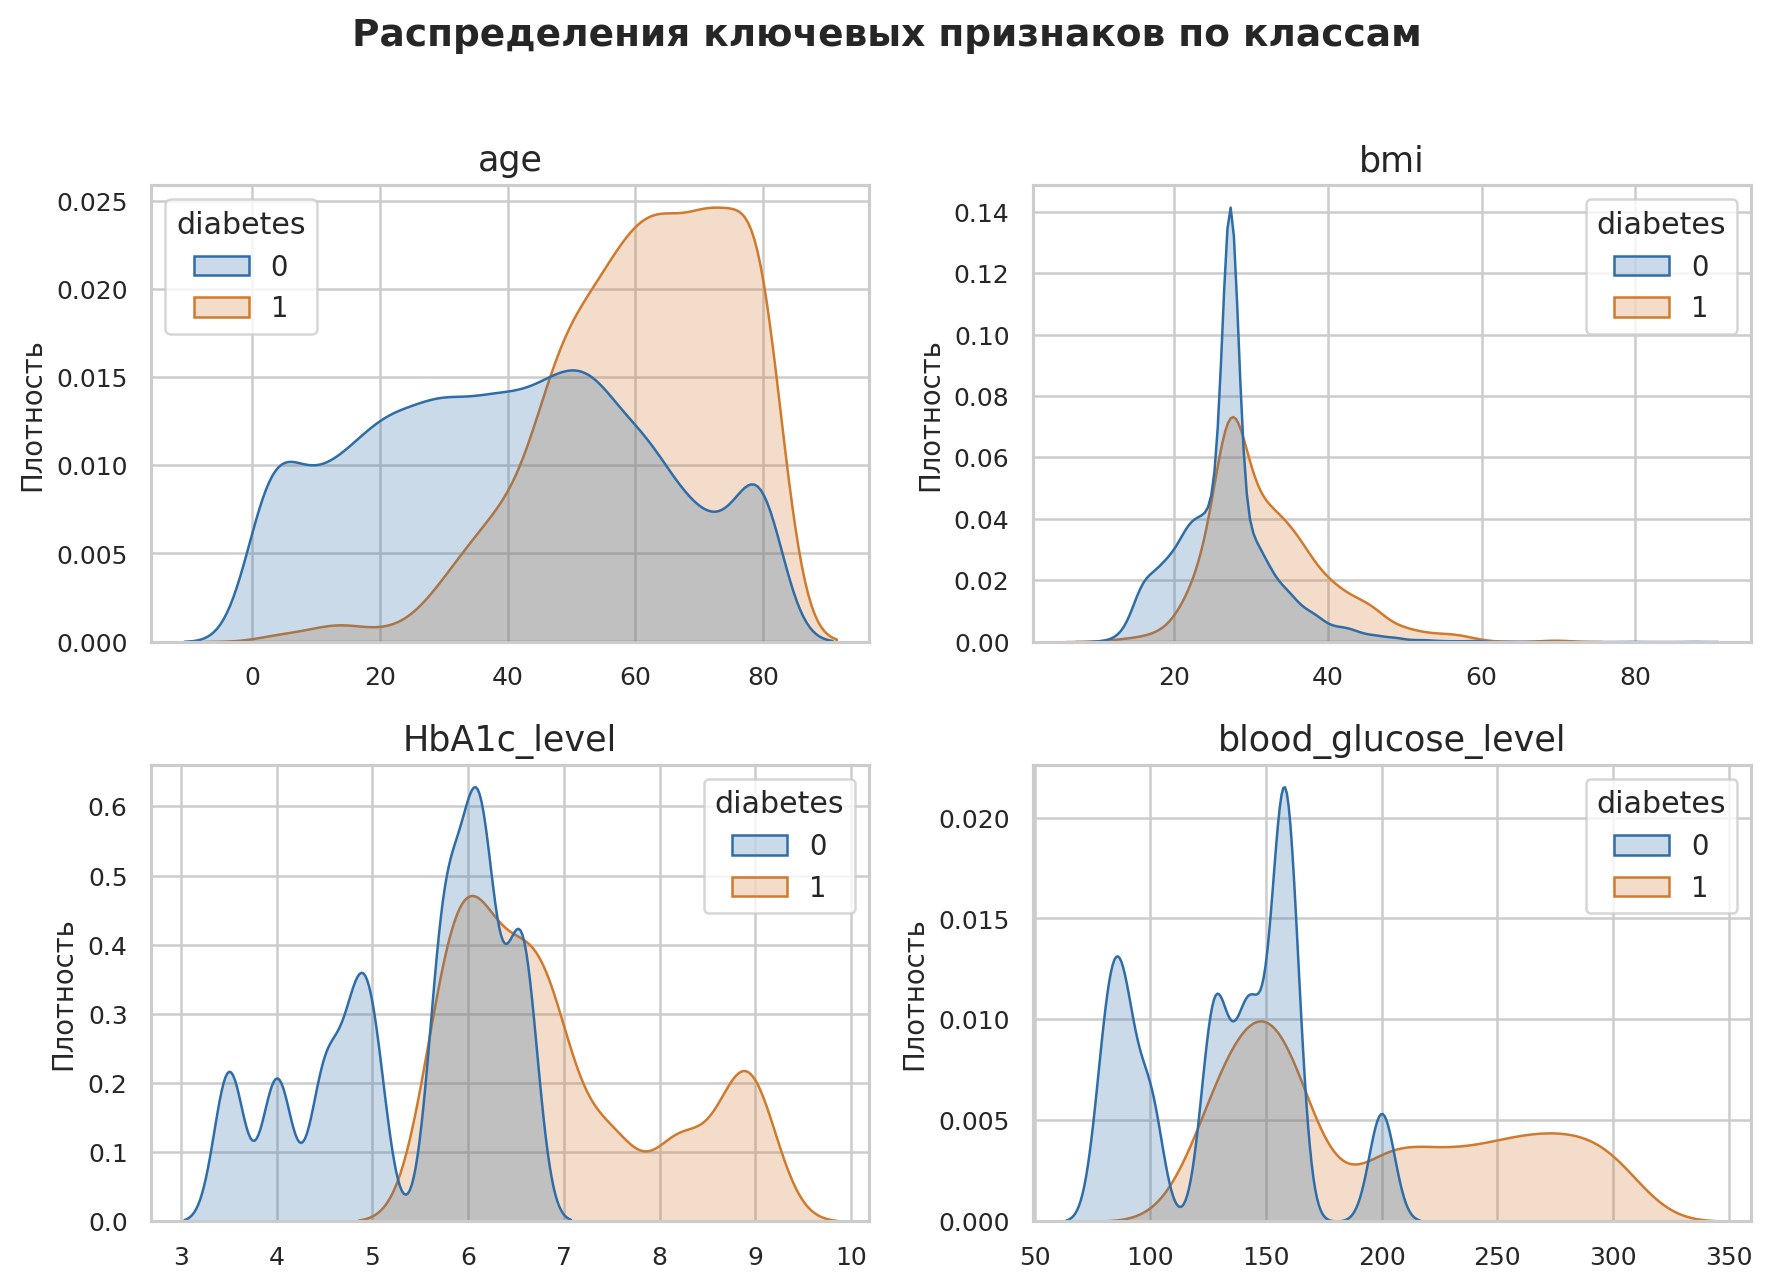 Распределения ключевых признаков по классам
age
diabetes
0
1
Плотность
0.025
0.020
0.015
0.010
0.005
0.000
0 20 40 60 80
bmi
diabetes
0
1
Плотность
0.14
0.12
0.10
0.08
0.06
0.04
0.02
0.00
20 40 60 80
HbA1c_level
diabetes
0
1
Плотность
0.6
0.5
0.4
0.3
0.2
0.1
0.0
3 4 5 6 7 8 9 10
blood_glucose_level
diabetes
0
1
Плотность
0.020
0.015
0.010
0.005
0.000
50 100 150 200 250 300 350